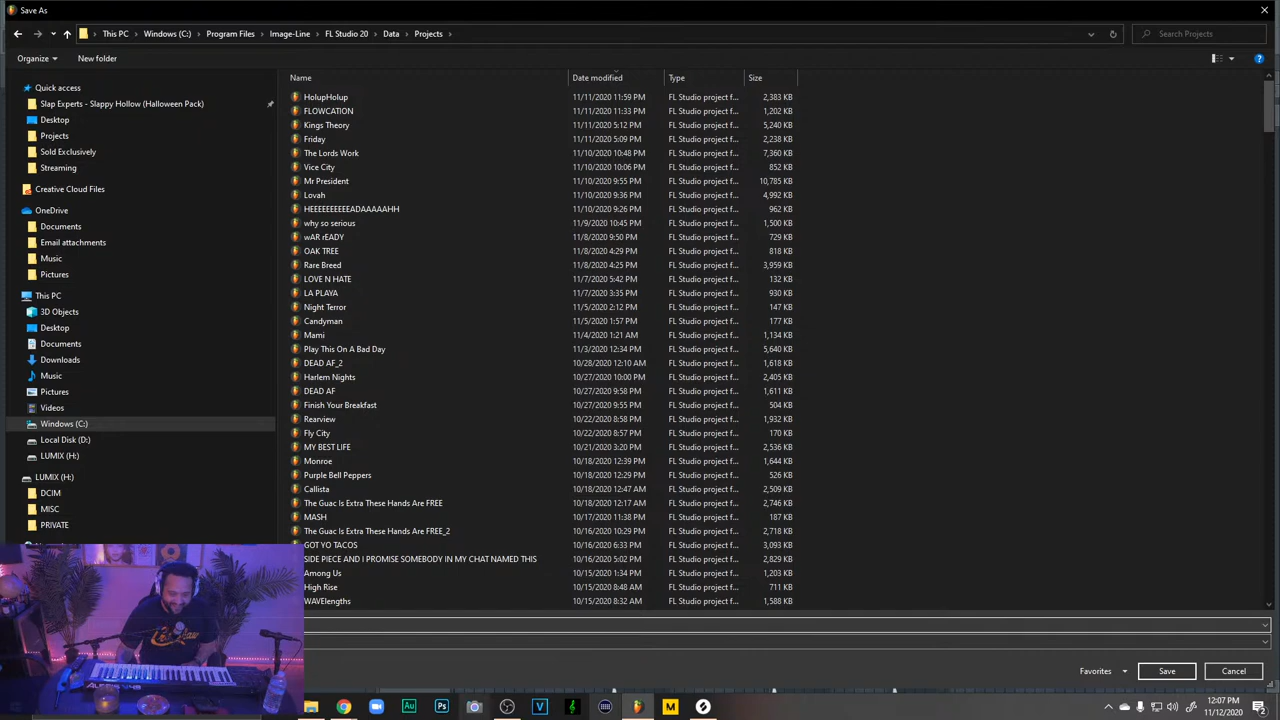 Save As
This PC > Windows (C:) > Program Files > Image-Line > FL Studio 20 > Data > Projects >
Search Projects
Organize
New folder
Quick access
Slap Experts - Slappy Hollow (Halloween Pack)
Desktop
Projects
Sold Exclusively
Streaming
Creative Cloud Files
OneDrive
Documents
Email attachments
Music
Pictures
This PC
3D Objects
Desktop
Documents
Downloads
Music
Pictures
Videos
Windows (C:)
Local Disk (D:)
LUMIX (H:)
LUMIX (H:)
DCIM
MISC
PRIVATE
Name Date modified Type Size
HolupHolup 11/11/2020 11:59 PM FL Studio project f... 2,383 KB
FLOWCATION 11/11/2020 11:33 PM FL Studio project f... 1,202 KB
Kings Theory 11/11/2020 5:12 PM FL Studio project f... 5,240 KB
Friday 11/11/2020 5:09 PM FL Studio project f... 2,238 KB
The Lords Work 11/10/2020 10:48 PM FL Studio project f... 7,360 KB
Vice City 11/10/2020 10:06 PM FL Studio project f... 852 KB
Mr President 11/10/2020 9:55 PM FL Studio project f... 10,785 KB
Lovah 11/10/2020 9:36 PM FL Studio project f... 4,992 KB
HEEEEEEEEEADAAAAAHH 11/10/2020 9:26 PM FL Studio project f... 962 KB
why so serious 11/9/2020 10:45 PM FL Studio project f... 1,500 KB
wAR rEADY 11/8/2020 9:50 PM FL Studio project f... 729 KB
OAK TREE 11/8/2020 4:29 PM FL Studio project f... 818 KB
Rare Breed 11/8/2020 4:25 PM FL Studio project f... 3,959 KB
LOVE N HATE 11/7/2020 5:42 PM FL Studio project f... 132 KB
LA PLAYA 11/7/2020 3:35 PM FL Studio project f... 930 KB
Night Terror 11/5/2020 2:12 PM FL Studio project f... 147 KB
Candyman 11/5/2020 1:57 PM FL Studio project f... 177 KB
Mami 11/4/2020 1:21 AM FL Studio project f... 1,134 KB
Play This On A Bad Day 11/3/2020 12:34 PM FL Studio project f... 5,640 KB
DEAD AF_2 10/28/2020 12:10 AM FL Studio project f... 1,618 KB
Harlem Nights 10/27/2020 10:00 PM FL Studio project f... 2,405 KB
DEAD AF 10/27/2020 9:58 PM FL Studio project f... 1,611 KB
Finish Your Breakfast 10/27/2020 9:55 PM FL Studio project f... 504 KB
Rearview 10/22/2020 8:58 PM FL Studio project f... 1,932 KB
Fly City 10/22/2020 8:57 PM FL Studio project f... 170 KB
MY BEST LIFE 10/21/2020 3:20 PM FL Studio project f... 2,536 KB
Monroe 10/18/2020 12:39 PM FL Studio project f... 1,644 KB
Purple Bell Peppers 10/18/2020 12:29 PM FL Studio project f... 526 KB
Callista 10/18/2020 12:47 AM FL Studio project f... 2,509 KB
The Guac Is Extra These Hands Are FREE 10/18/2020 12:17 AM FL Studio project f... 2,746 KB
MASH 10/17/2020 11:38 PM FL Studio project f... 187 KB
The Guac Is Extra These Hands Are FREE_2 10/16/2020 10:29 PM FL Studio project f... 2,718 KB
GOT YO TACOS 10/16/2020 6:33 PM FL Studio project f... 3,093 KB
SIDE PIECE AND I PROMISE SOMEBODY IN MY CHAT NAMED THIS 10/16/2020 5:02 PM FL Studio project f... 2,829 KB
Among Us 10/15/2020 1:34 PM FL Studio project f... 1,203 KB
High Rise 10/15/2020 8:48 AM FL Studio project f... 711 KB
WAVElengths 10/15/2020 8:32 AM FL Studio project f... 1,588 KB
Favorites
Save
Cancel
Au
Ps
V
M
12:07 PM
11/12/2020
2